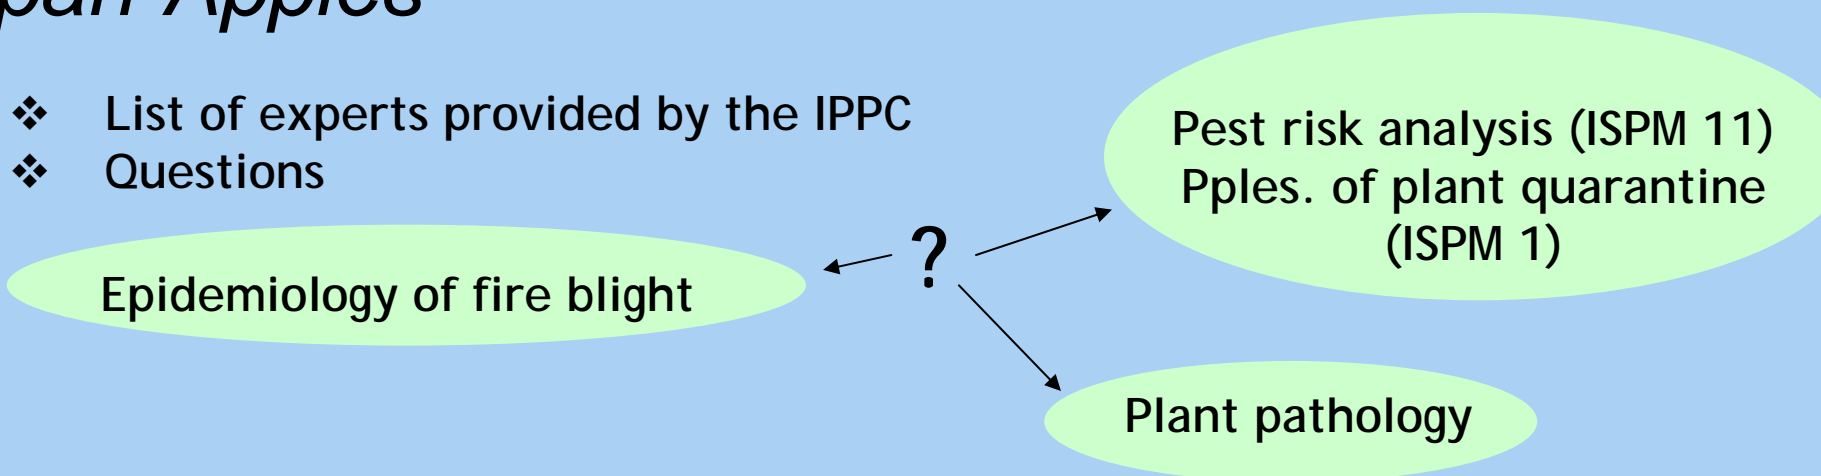 Apples
❖ List of experts provided by the IPPC
❖ Questions
Pest risk analysis (ISPM 11)
Pples. of plant quarantine
(ISPM 1)
?
Epidemiology of fire blight
Plant pathology